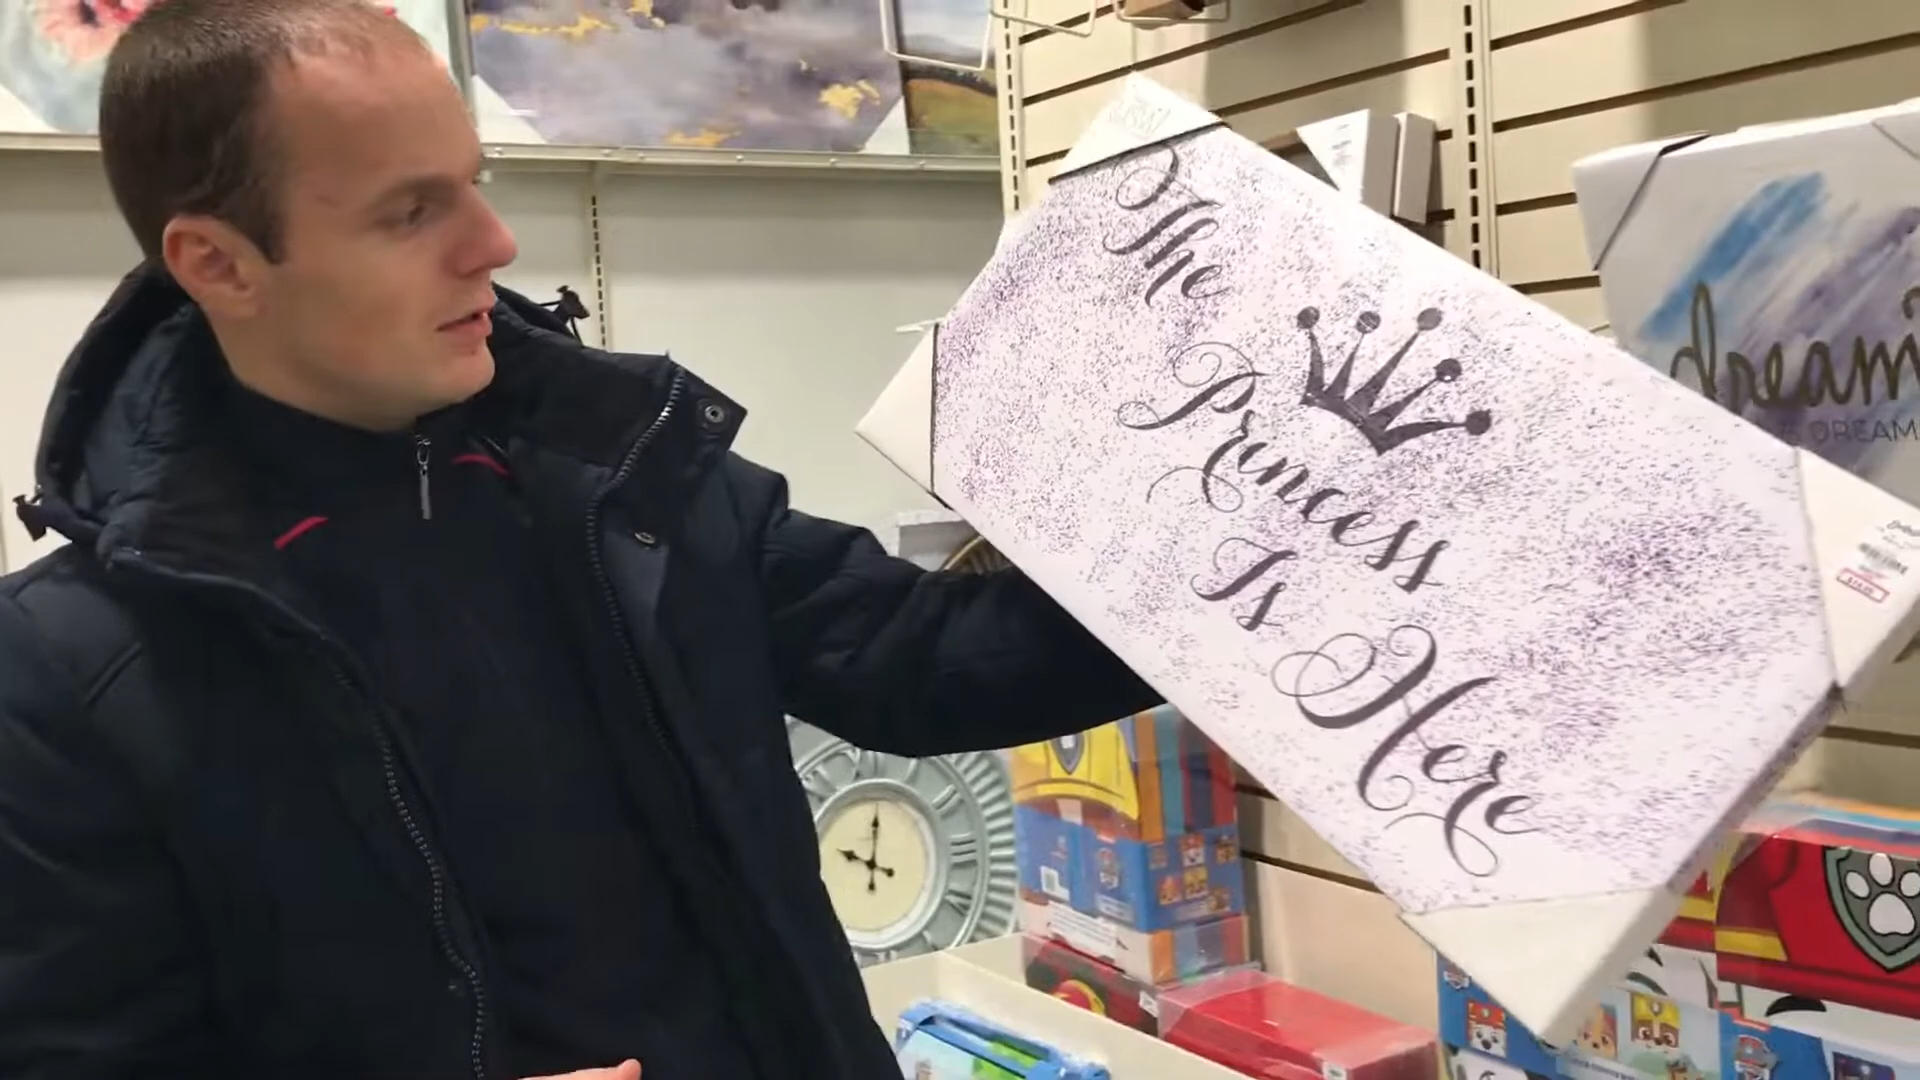 The
Princess
Is
Here
dream
DREAM